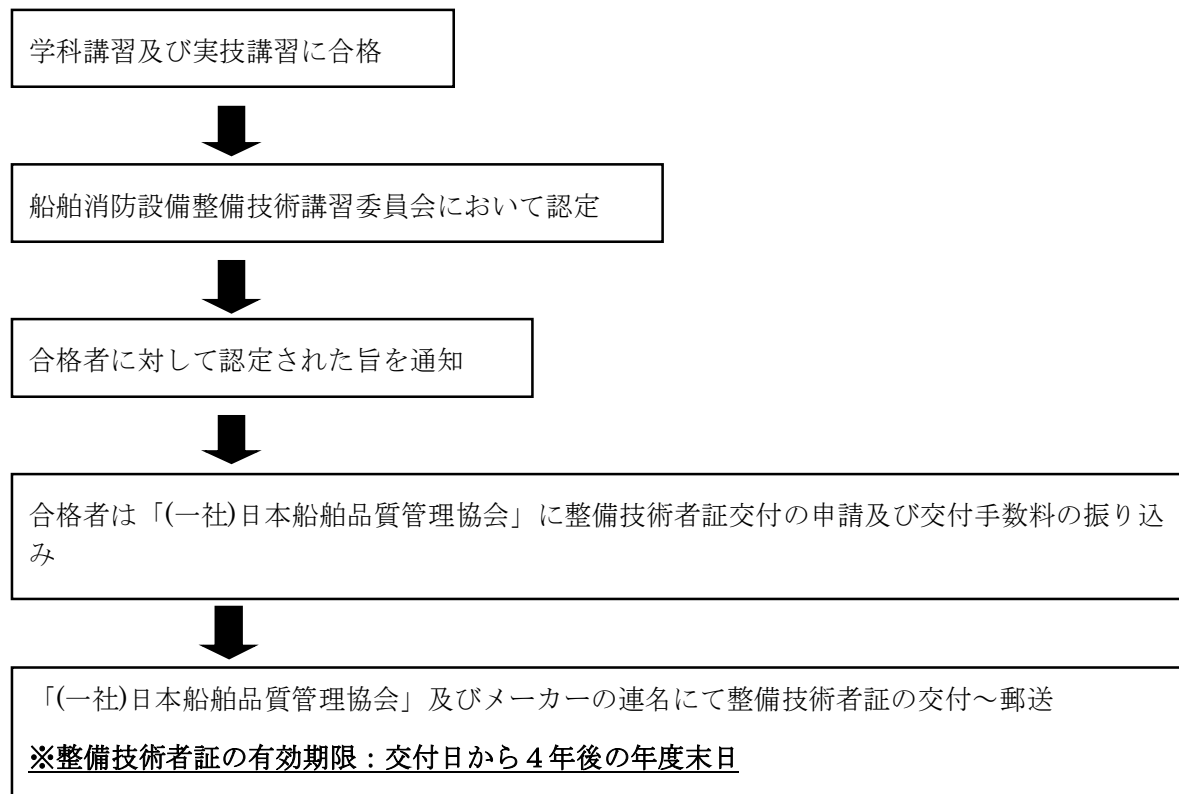 学科講習及び実技講習に合格
船舶消防設備整備技術講習委員会において認定
合格者に対して認定された旨を通知
合格者は「(一社)日本船舶品質管理協会」に整備技術者証交付の申請及び交付手数料の振り込
み
「(一社)日本船舶品質管理協会」及びメーカーの連名にて整備技術者証の交付～郵送
※整備技術者証の有効期限：交付日から４年後の年度末日